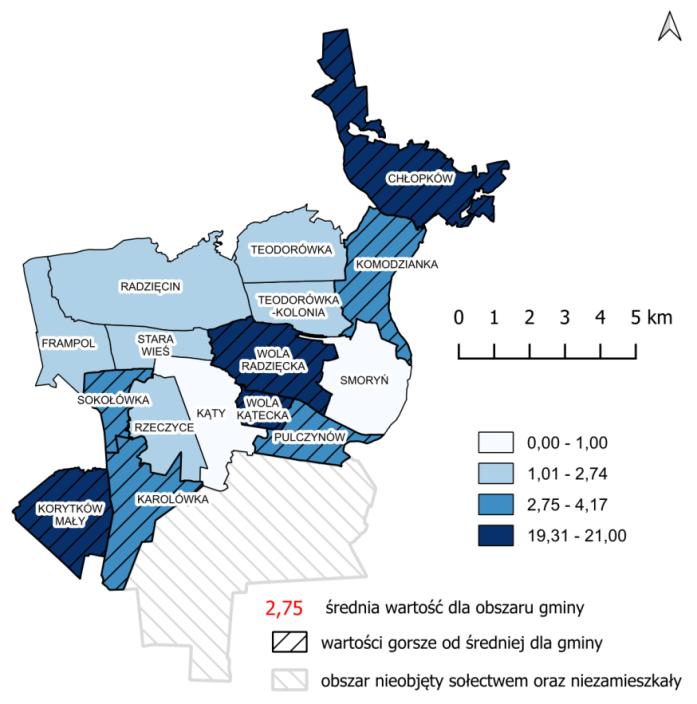 CHŁOPKÓW
TEODORÓWKA
KOMODZIANKA
RADZIĘCIN
TEODORÓWKA
-KOLONIA
0 1 2 3 4 5 km
FRAMPOL
STARA
WIEŚ
WOLA
RADZIĘCKA
SMORYŃ
SOKOŁÓWKA
KĄTY
WOLA
KĄTECKA
RZECZYCE
PULCZYNÓW
0,00 - 1,00
1,01 - 2,74
2,75 - 4,17
19,31 - 21,00
KAROLÓWKA
KORYTKÓW
MAŁY
2,75 średnia wartość dla obszaru gminy
wartości gorsze od średniej dla gminy
obszar nieobjęty sołectwem oraz niezamieszkały